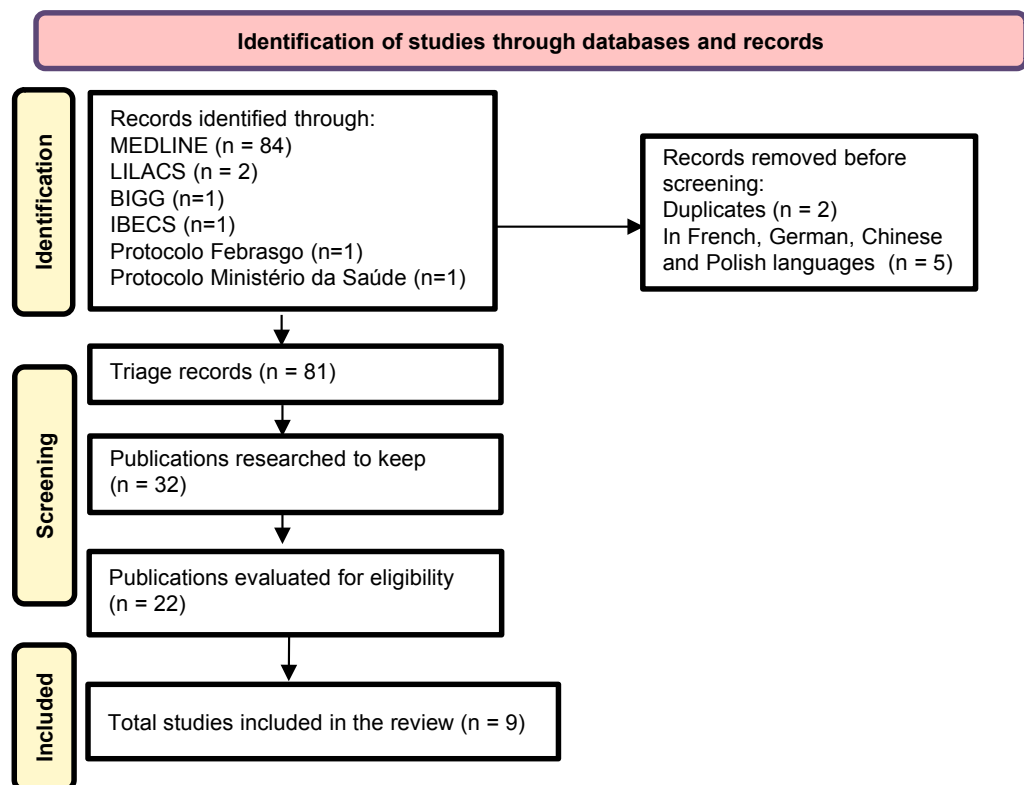 Identification of studies through databases and records
Identification
Records identified through:
MEDLINE (n = 84)
LILACS (n = 2)
BIGG (n=1)
IBECS (n=1)
Protocolo Febrasgo (n=1)
Protocolo Ministério da Saúde (n=1)
Records removed before
screening:
Duplicates (n = 2)
In French, German, Chinese
and Polish languages (n = 5)
Screening
Triage records (n = 81)
Publications researched to keep
(n = 32)
Publications evaluated for eligibility
(n = 22)
Included
Total studies included in the review (n = 9)